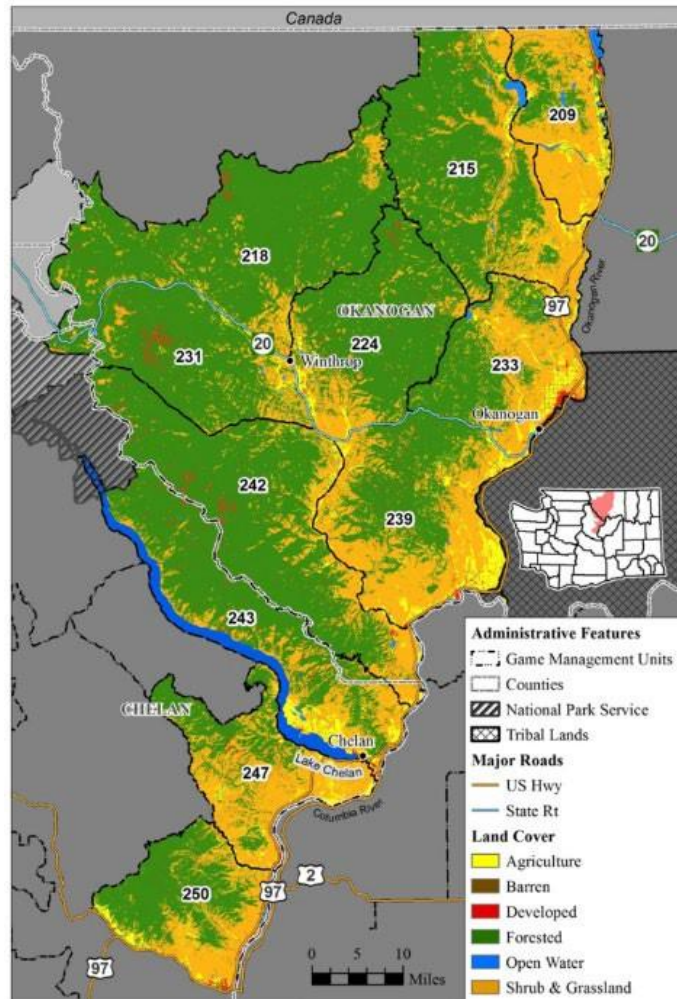 Canada
209
215
20
218
OKANOGAN
97
Okanogan River
231
20
224
233
Winthrop
Okanogan
242
239
243
CHELAN
Chelan
Lake Chelan
247
Columbia River
250
97
2
97
0
5
10
Miles
Administrative Features
Game Management Units
Counties
National Park Service
Tribal Lands
Major Roads
US Hwy
State Rt
Land Cover
Agriculture
Barren
Developed
Forested
Open Water
Shrub & Grassland